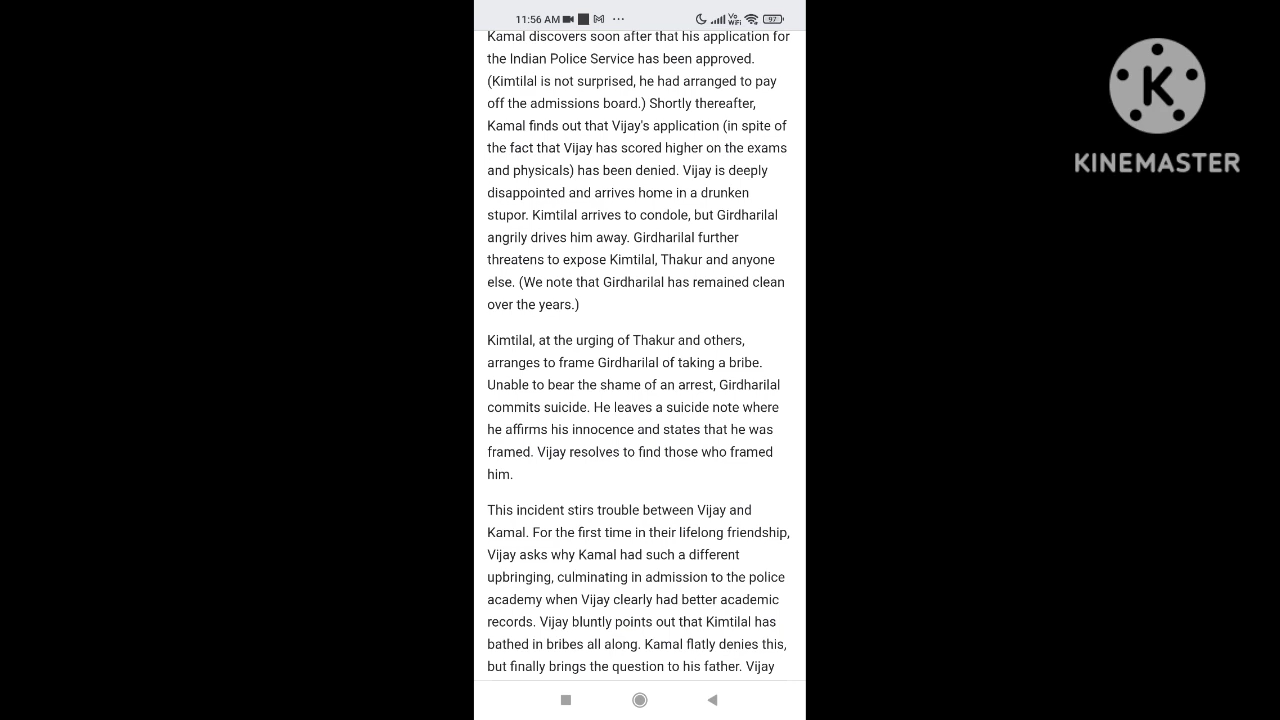 11:56 AM
Vo
WiFi
97
Kamal discovers soon after that his application for
the Indian Police Service has been approved.
(Kimtilal is not surprised, he had arranged to pay
off the admissions board.) Shortly thereafter,
Kamal finds out that Vijay's application (in spite of
the fact that Vijay has scored higher on the exams
and physicals) has been denied. Vijay is deeply
disappointed and arrives home in a drunken
stupor. Kimtilal arrives to condole, but Girdharilal
angrily drives him away. Girdharilal further
threatens to expose Kimtilal, Thakur and anyone
else. (We note that Girdharilal has remained clean
over the years.)
Kimtilal, at the urging of Thakur and others,
arranges to frame Girdharilal of taking a bribe.
Unable to bear the shame of an arrest, Girdharilal
commits suicide. He leaves a suicide note where
he affirms his innocence and states that he was
framed. Vijay resolves to find those who framed
him.
This incident stirs trouble between Vijay and
Kamal. For the first time in their lifelong friendship,
Vijay asks why Kamal had such a different
upbringing, culminating in admission to the police
academy when Vijay clearly had better academic
records. Vijay bluntly points out that Kimtilal has
bathed in bribes all along. Kamal flatly denies this,
but finally brings the question to his father. Vijay
K
KINEMASTER